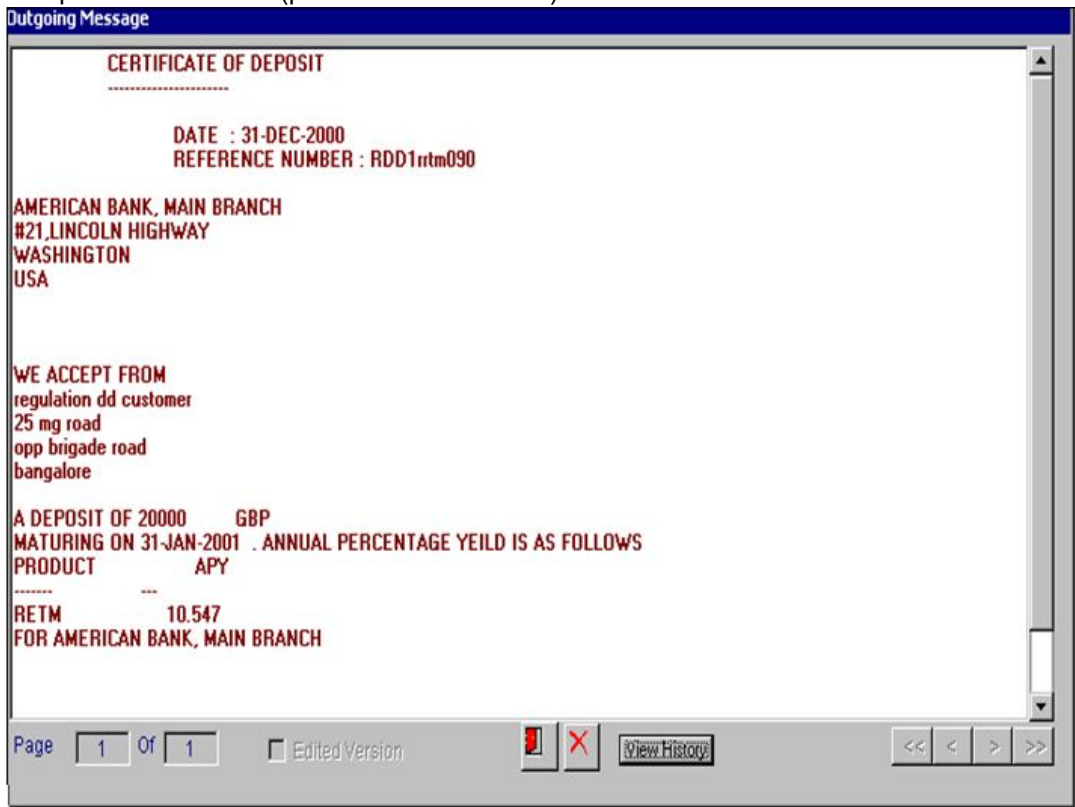 Outgoing Message
CERTIFICATE OF DEPOSIT
----------------------
DATE : 31-DEC-2000
REFERENCE NUMBER : RDD1rrtm090
AMERICAN BANK, MAIN BRANCH
#21,LINCOLN HIGHWAY
WASHINGTON
USA
WE ACCEPT FROM
regulation dd customer
25 mg road
opp brigade road
bangalore
A DEPOSIT OF 20000 GBP
MATURING ON 31-JAN-2001 . ANNUAL PERCENTAGE YEILD IS AS FOLLOWS
PRODUCT APY
------- ---
RETM 10.547
FOR AMERICAN BANK, MAIN BRANCH
Page 1 Of 1 Edited Version View History << < > >>